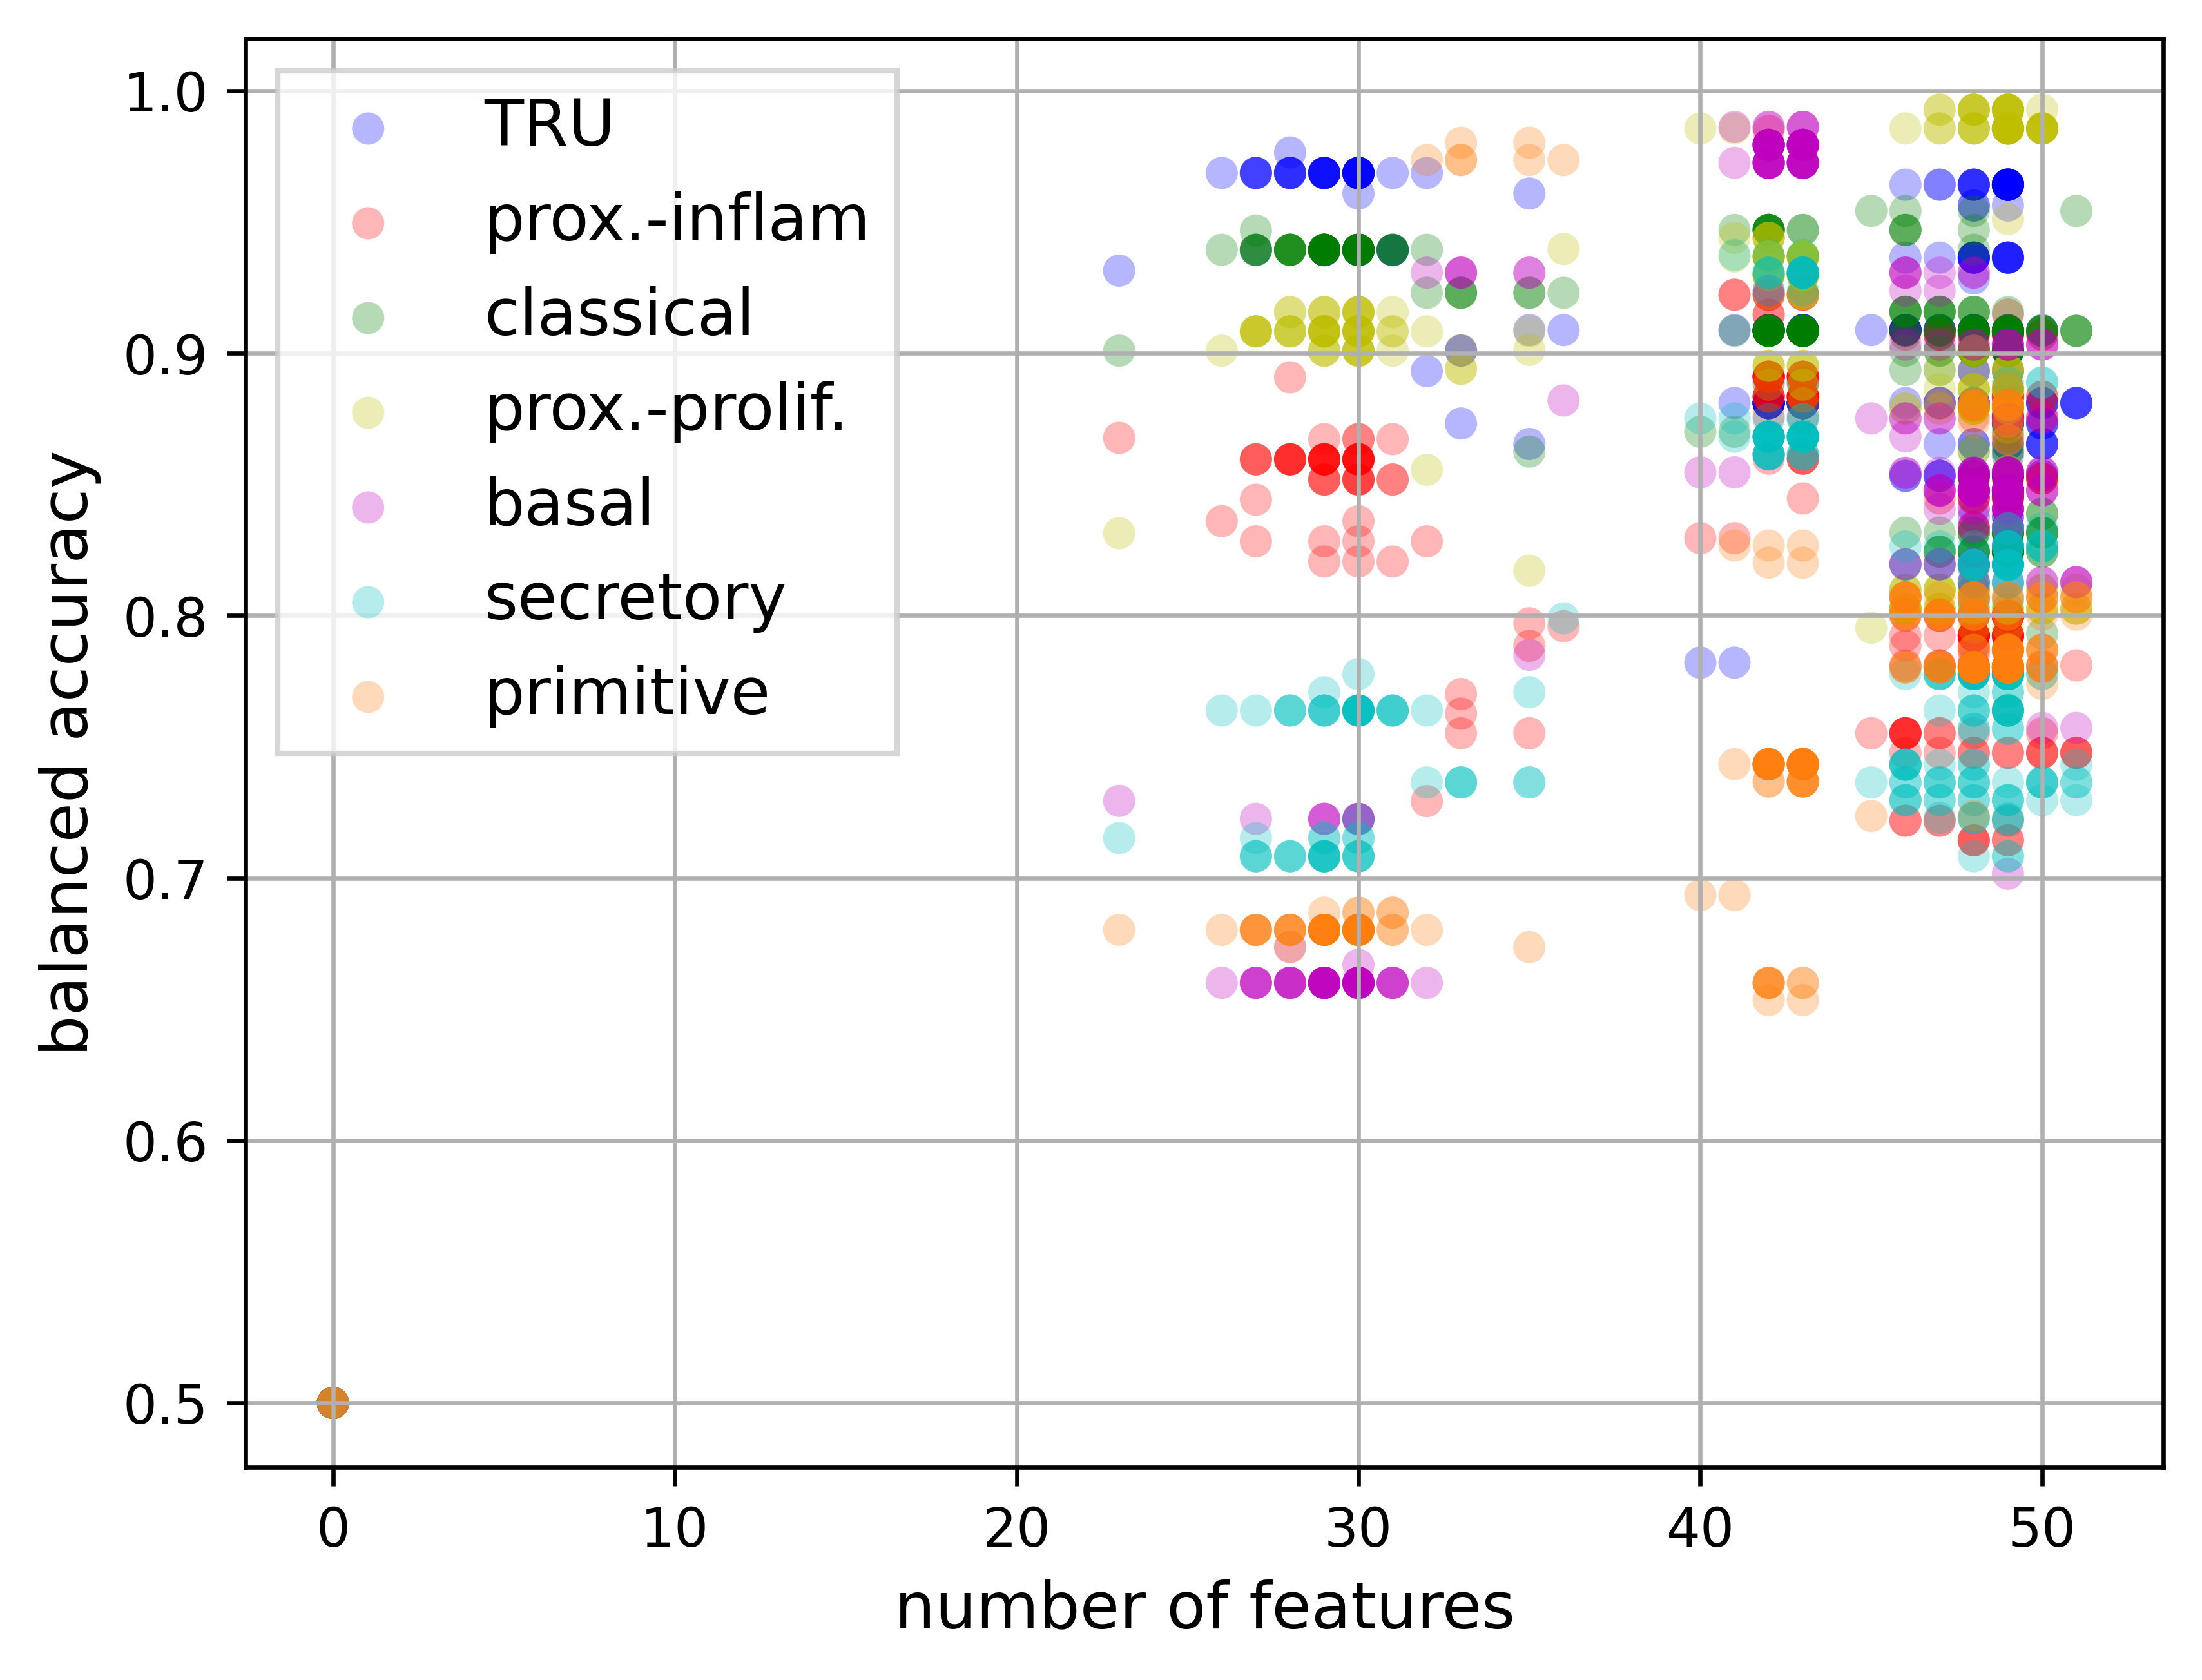 1.0
0.9
0.8
0.7
0.6
0.5
balanced accuracy
TRU
prox.-inflam
classical
prox.-prolif.
basal
secretory
primitive
0 10 20 30 40 50
number of features